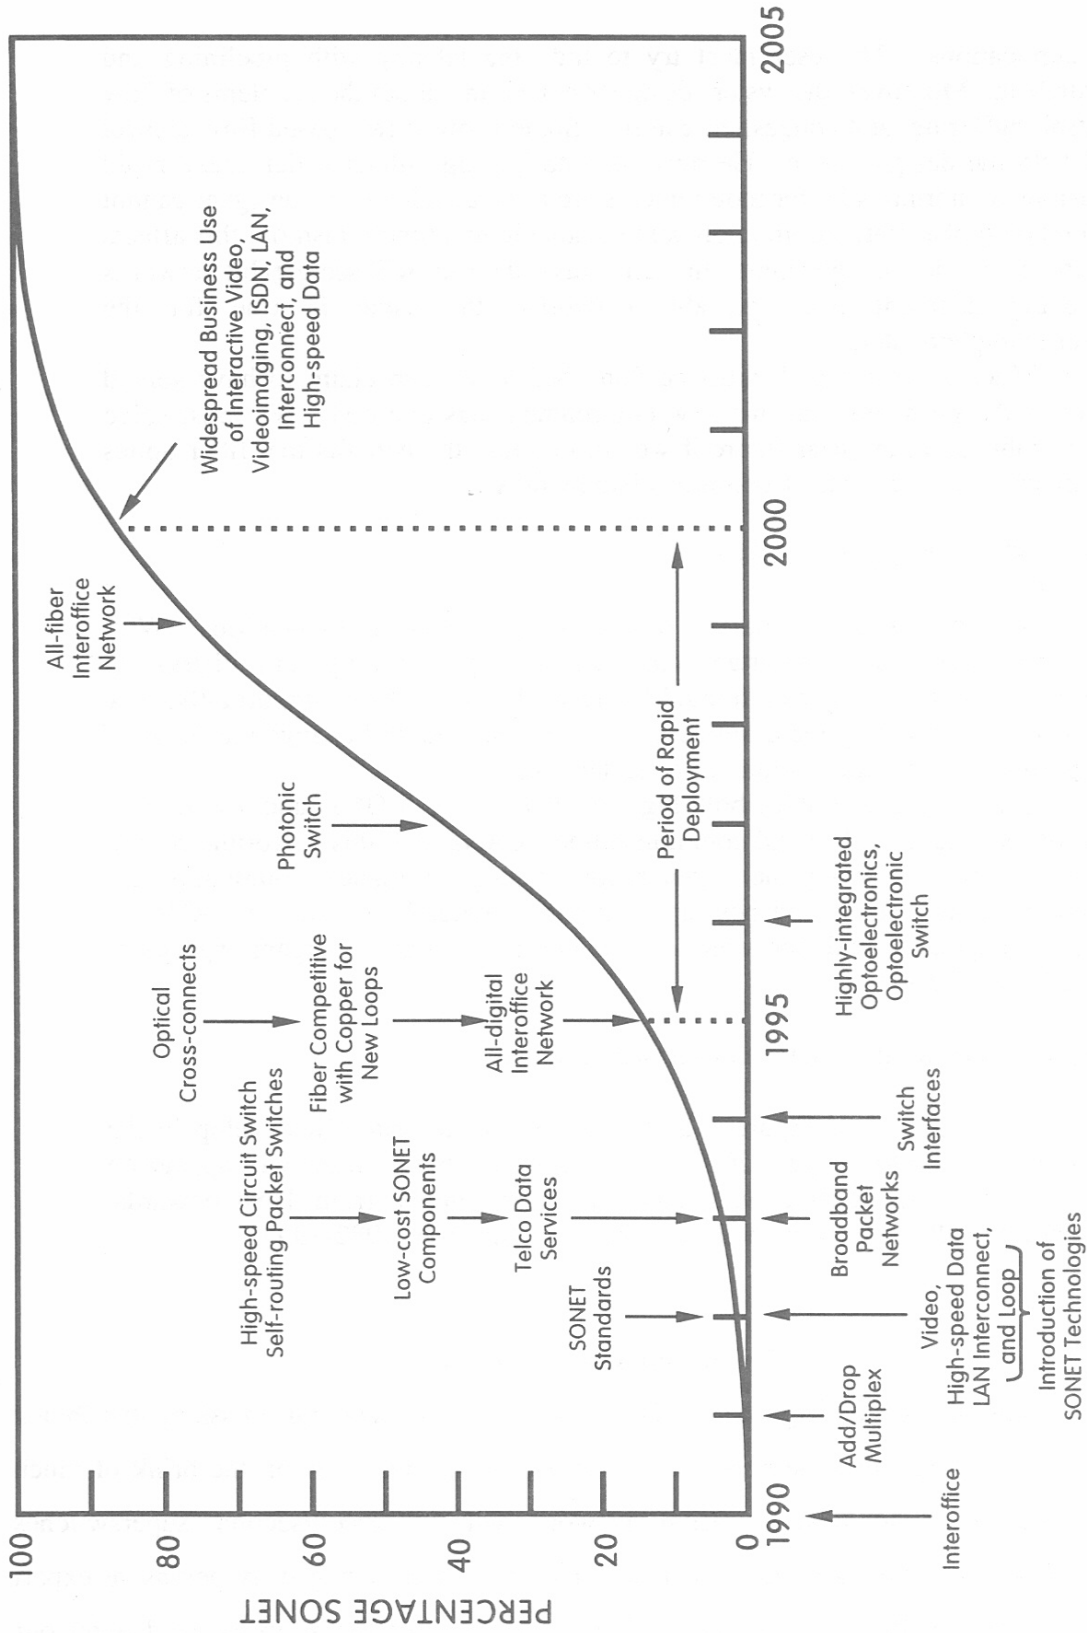 PERCENTAGE SONET
100
80
60
40
20
0
1990
1995
2000
2005
High-speed Circuit Switch
Self-routing Packet Switches
Low-cost SONET
Components
Telco Data
Services
SONET
Standards
Optical
Cross-connects
Fiber Competitive
with Copper for
New Loops
All-digital
Interoffice
Network
Photonic
Switch
All-fiber
Interoffice
Network
Widespread Business Use
of Interactive Video,
Videoimaging, ISDN, LAN,
Interconnect, and
High-speed Data
Period of Rapid
Deployment
Interoffice
Add/Drop
Multiplex
Video,
High-speed Data
LAN Interconnect,
and Loop
Introduction of
SONET Technologies
Broadband
Packet
Networks
Switch
Interfaces
Highly-integrated
Optoelectronics,
Optoelectronic
Switch